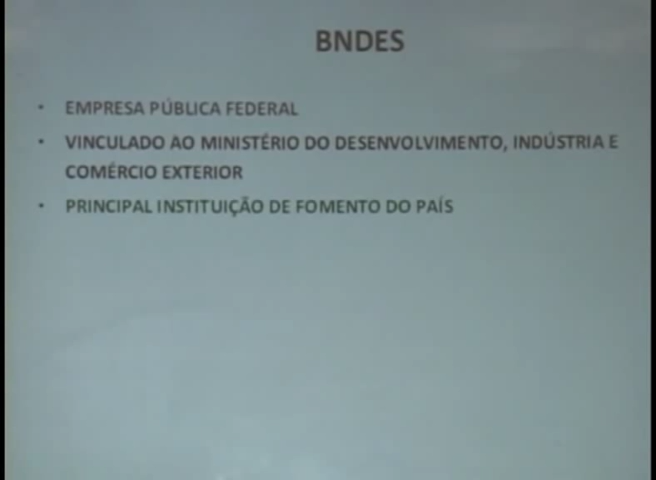 BNDES
• EMPRESA PÚBLICA FEDERAL
• VINCULADO AO MINISTÉRIO DO DESENVOLVIMENTO, INDÚSTRIA E
COMÉRCIO EXTERIOR
• PRINCIPAL INSTITUIÇÃO DE FOMENTO DO PAÍS